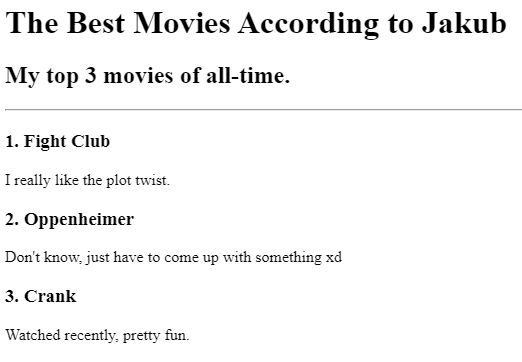 The Best Movies According to Jakub
My top 3 movies of all-time.
1. Fight Club
I really like the plot twist.
2. Oppenheimer
Don't know, just have to come up with something xd
3. Crank
Watched recently, pretty fun.